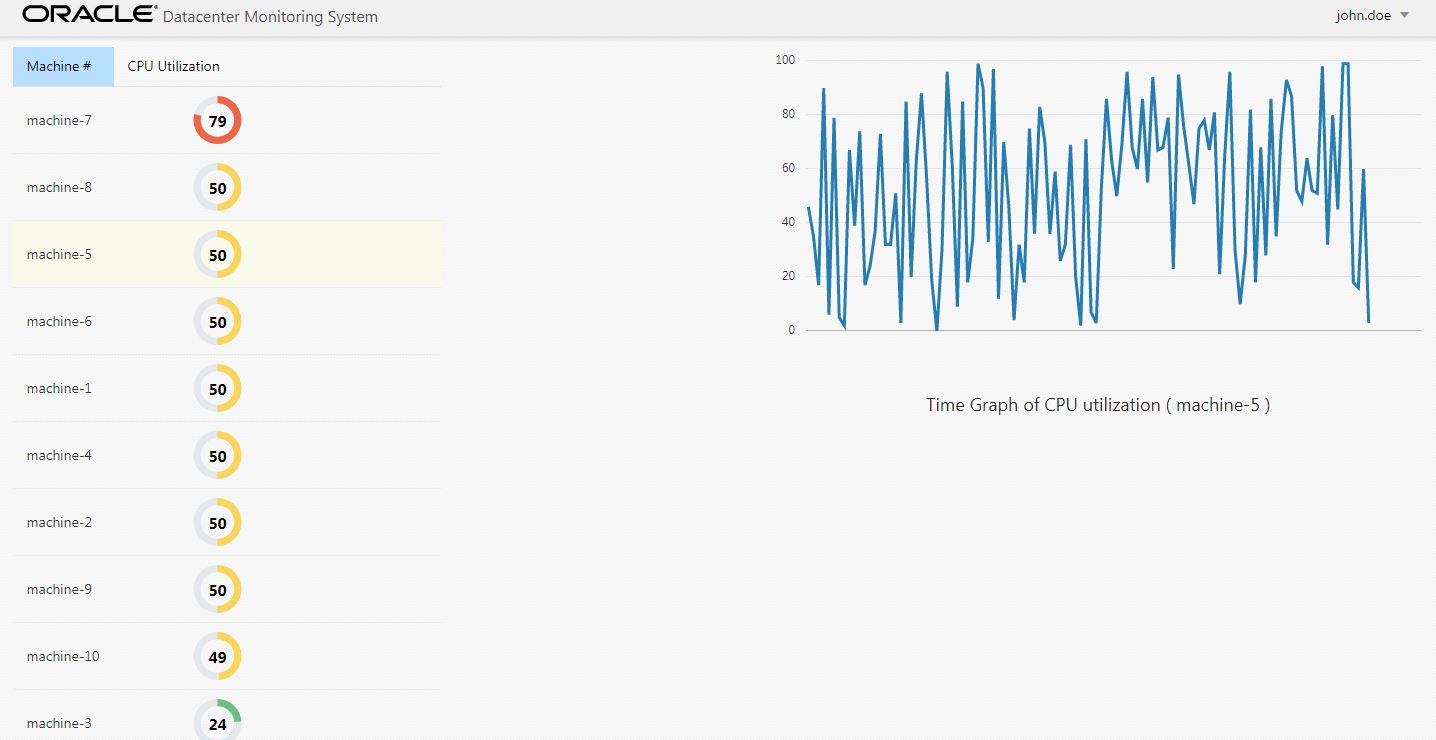 ORACLE® Datacenter Monitoring System
john.doe
Machine # CPU Utilization
machine-7 79
machine-8 50
machine-5 50
machine-6 50
machine-1 50
machine-4 50
machine-2 50
machine-9 50
machine-10 49
machine-3 24
100
80
60
40
20
0
Time Graph of CPU utilization ( machine-5 )